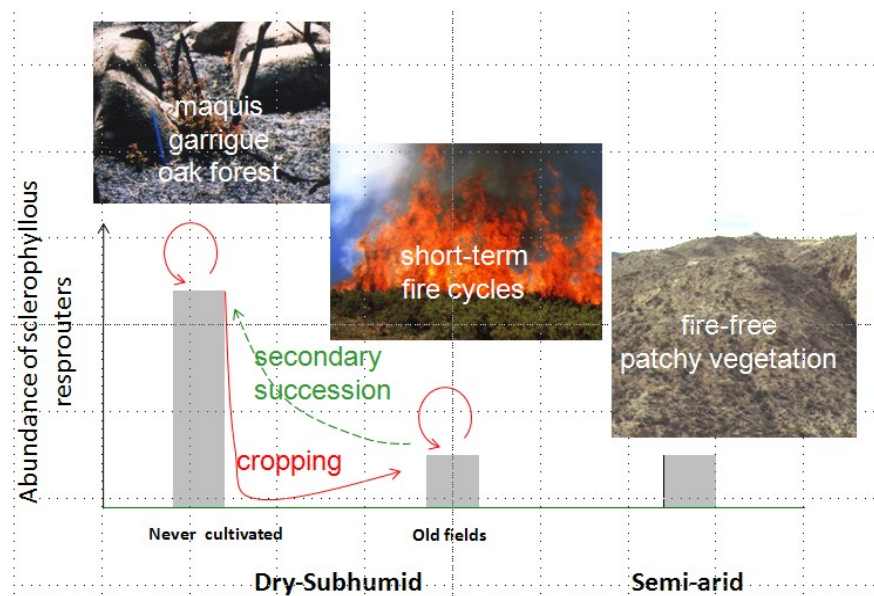 maquis
garrigue
oak forest
short-term
fire cycles
fire-free
patchy vegetation
Abundance of sclerophyllous
resprouters
secondary
succession
cropping
Never cultivated
Old fields
Dry-Subhumid
Semi-arid